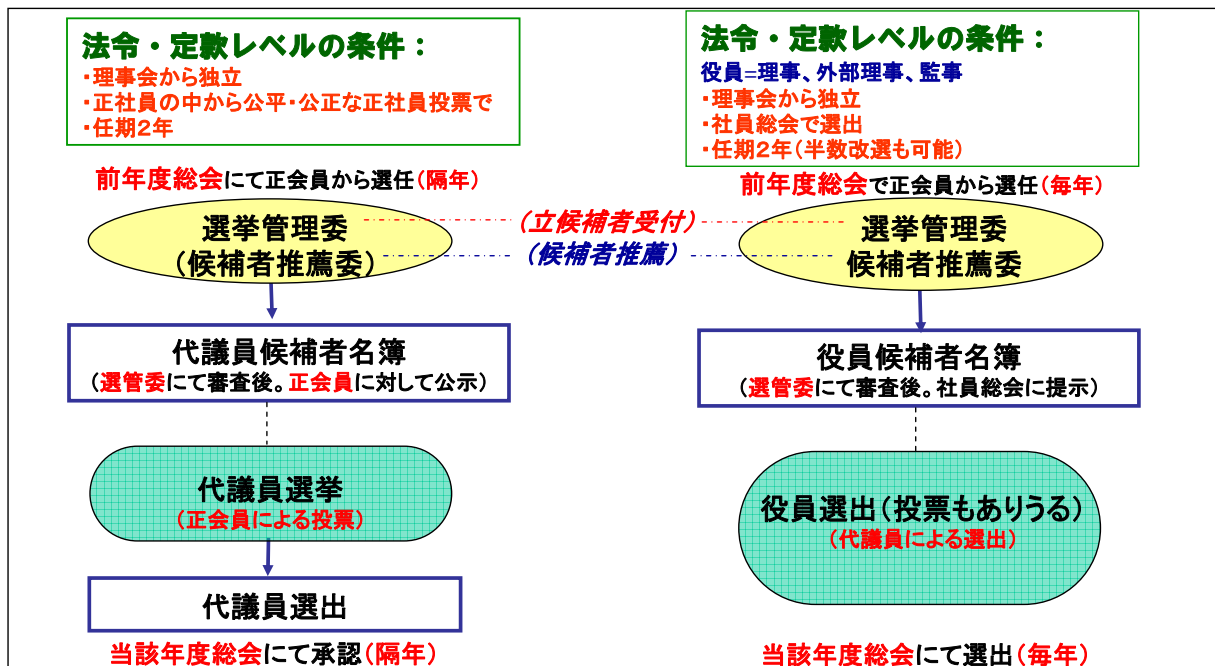 法令・定款レベルの条件：
・理事会から独立
・正社員の中から公平・公正な正社員投票で
・任期２年
前年度総会にて正会員から選任（隔年）
選挙管理委
（候補者推薦委）
代議員候補者名簿
（選管委にて審査後。正会員に対して公示）
代議員選挙
（正会員による投票）
代議員選出
当該年度総会にて承認（隔年）
（立候補者受付）
（候補者推薦）
法令・定款レベルの条件：
役員=理事、外部理事、監事
・理事会から独立
・社員総会で選出
・任期２年（半数改選も可能）
前年度総会で正会員から選任（毎年）
選挙管理委
候補者推薦委
役員候補者名簿
（選管委にて審査後。社員総会に提示）
役員選出（投票もありうる）
（代議員による選出）
当該年度総会にて選出（毎年）